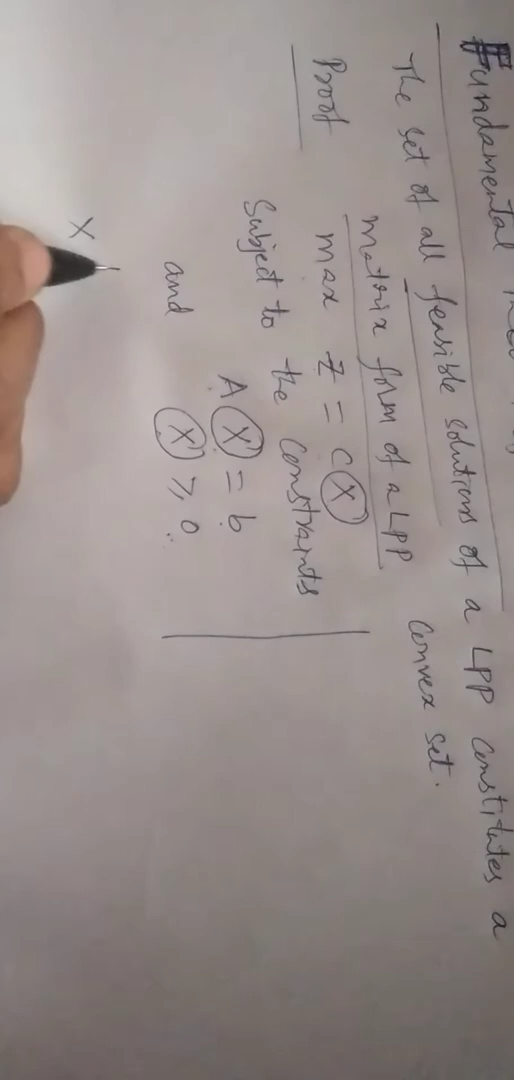 Fundamental
The set of all feasible solutions of a LPP constitutes a
convex set.
Proof
Matrix form of a LPP
max Z = C X
Subject to the constraints
A X = b
and X ≥ 0
X